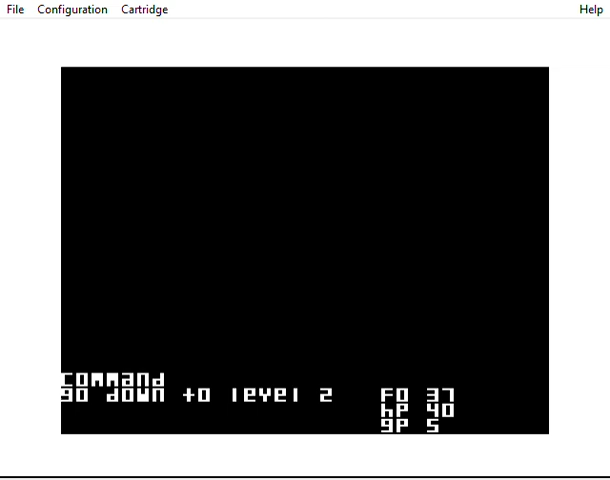 File Configuration Cartridge Help
command
go down to level 2 FO 37
hP 40
gP 5